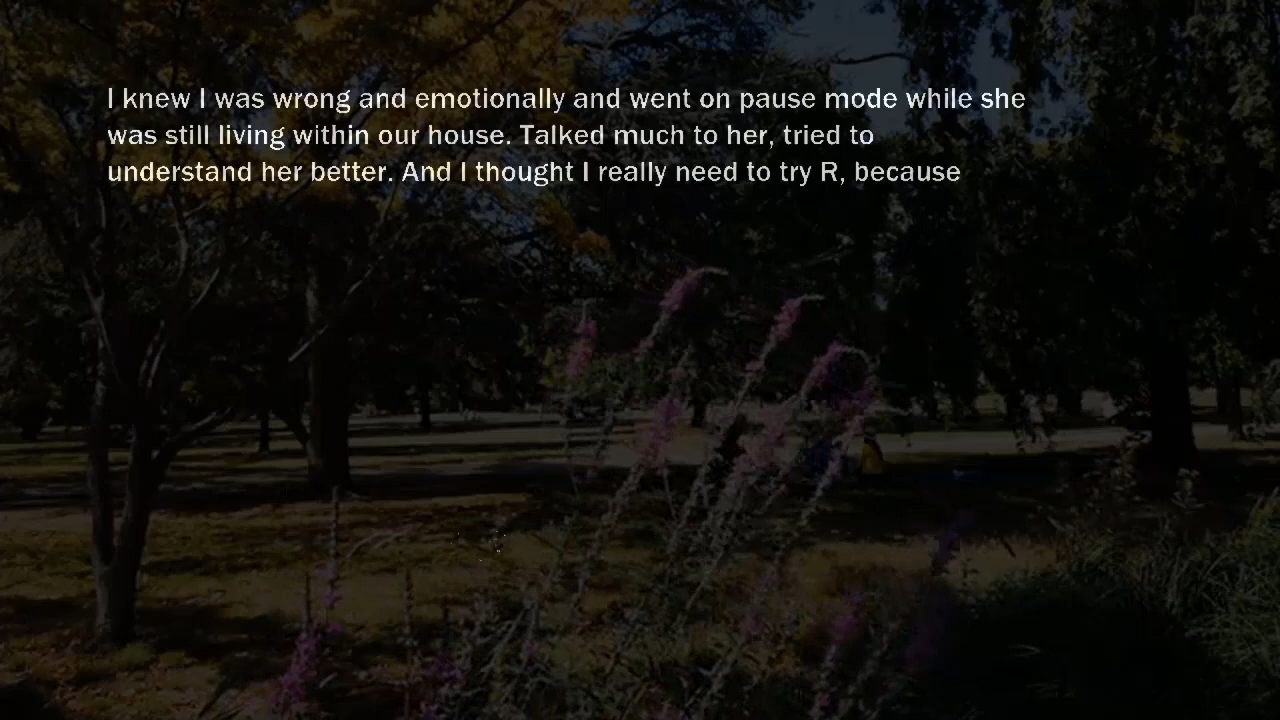 I knew I was wrong and emotionally and went on pause mode while she
was still living within our house. Talked much to her, tried to
understand her better. And I thought I really need to try R, because